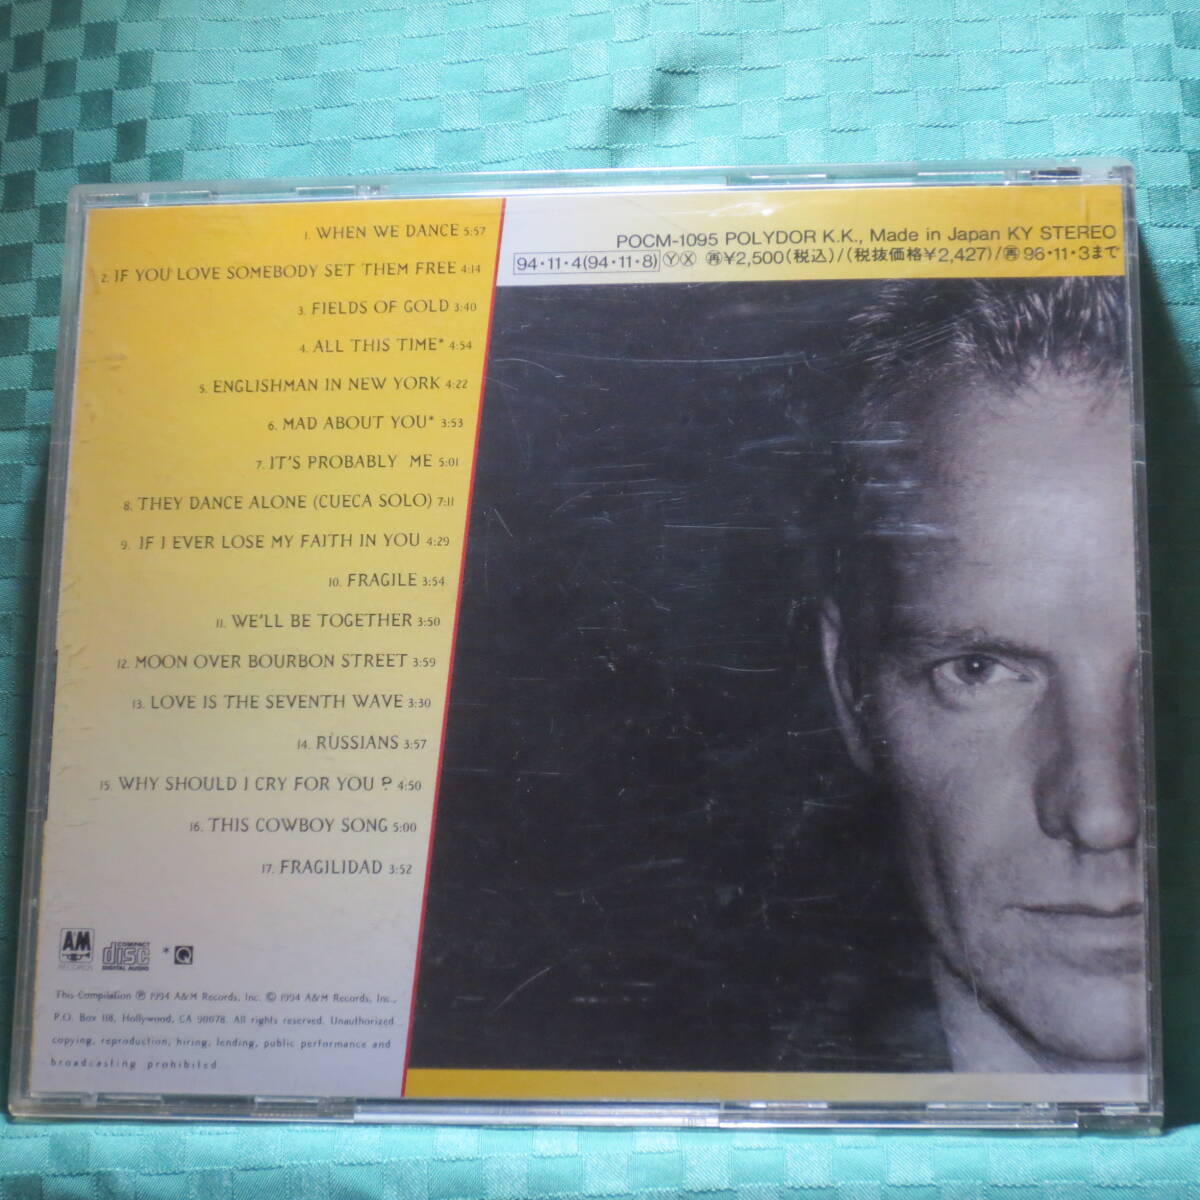 1. WHEN WE DANCE 5:57
2. IF YOU LOVE SOMEBODY SET THEM FREE 4:14
3. FIELDS OF GOLD 3:40
4. ALL THIS TIME* 4:54
5. ENGLISHMAN IN NEW YORK 4:22
6. MAD ABOUT YOU* 3:53
7. IT'S PROBABLY ME 5:01
8. THEY DANCE ALONE (CUECA SOLO) 7:11
9. IF I EVER LOSE MY FAITH IN YOU 4:29
10. FRAGILE 3:54
11. WE'LL BE TOGETHER 3:50
12. MOON OVER BOURBON STREET 3:59
13. LOVE IS THE SEVENTH WAVE 3:30
14. RUSSIANS 3:57
15. WHY SHOULD I CRY FOR YOU? 4:50
16. THIS COWBOY SONG 5:00
17. FRAGILIDAD 3:52
POCM-1095 POLYDOR K.K., Made in Japan KY STEREO
94・11・4(94・11・8) Ⓨ Ⓧ 再¥2,500(税込)/(税抜価格¥2,427)/再96・11・3まで
A&M RECORDS
COMPACT disc DIGITAL AUDIO
* Q
This Compilation ℗ 1994 A&M Records, Inc. © 1994 A&M Records, Inc.,
P.O. Box 118, Hollywood, CA 90078. All rights reserved. Unauthorized
copying, reproduction, hiring, lending, public performance and
broadcasting prohibited.